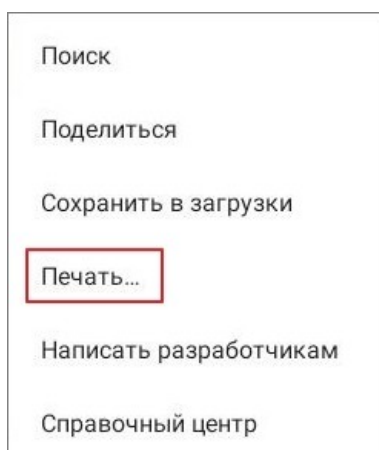 Поиск
Поделиться
Сохранить в загрузки
Печать...
Написать разработчикам
Справочный центр